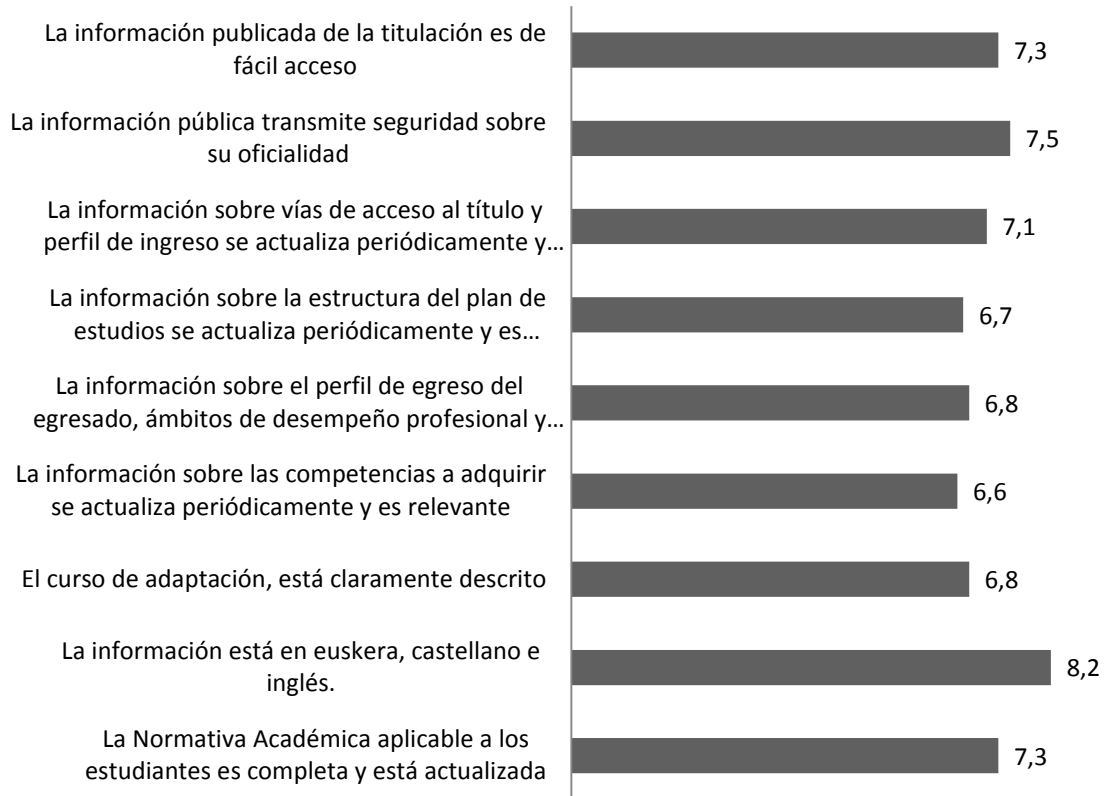 La información publicada de la titulación es de
fácil acceso
7,3
La información pública transmite seguridad sobre
su oficialidad
7,5
La información sobre vías de acceso al título y
perfil de ingreso se actualiza periódicamente y…
7,1
La información sobre la estructura del plan de
estudios se actualiza periódicamente y es…
6,7
La información sobre el perfil de egreso del
egresado, ámbitos de desempeño profesional y…
6,8
La información sobre las competencias a adquirir
se actualiza periódicamente y es relevante
6,6
El curso de adaptación, está claramente descrito
6,8
La información está en euskera, castellano e
inglés.
8,2
La Normativa Académica aplicable a los
estudiantes es completa y está actualizada
7,3